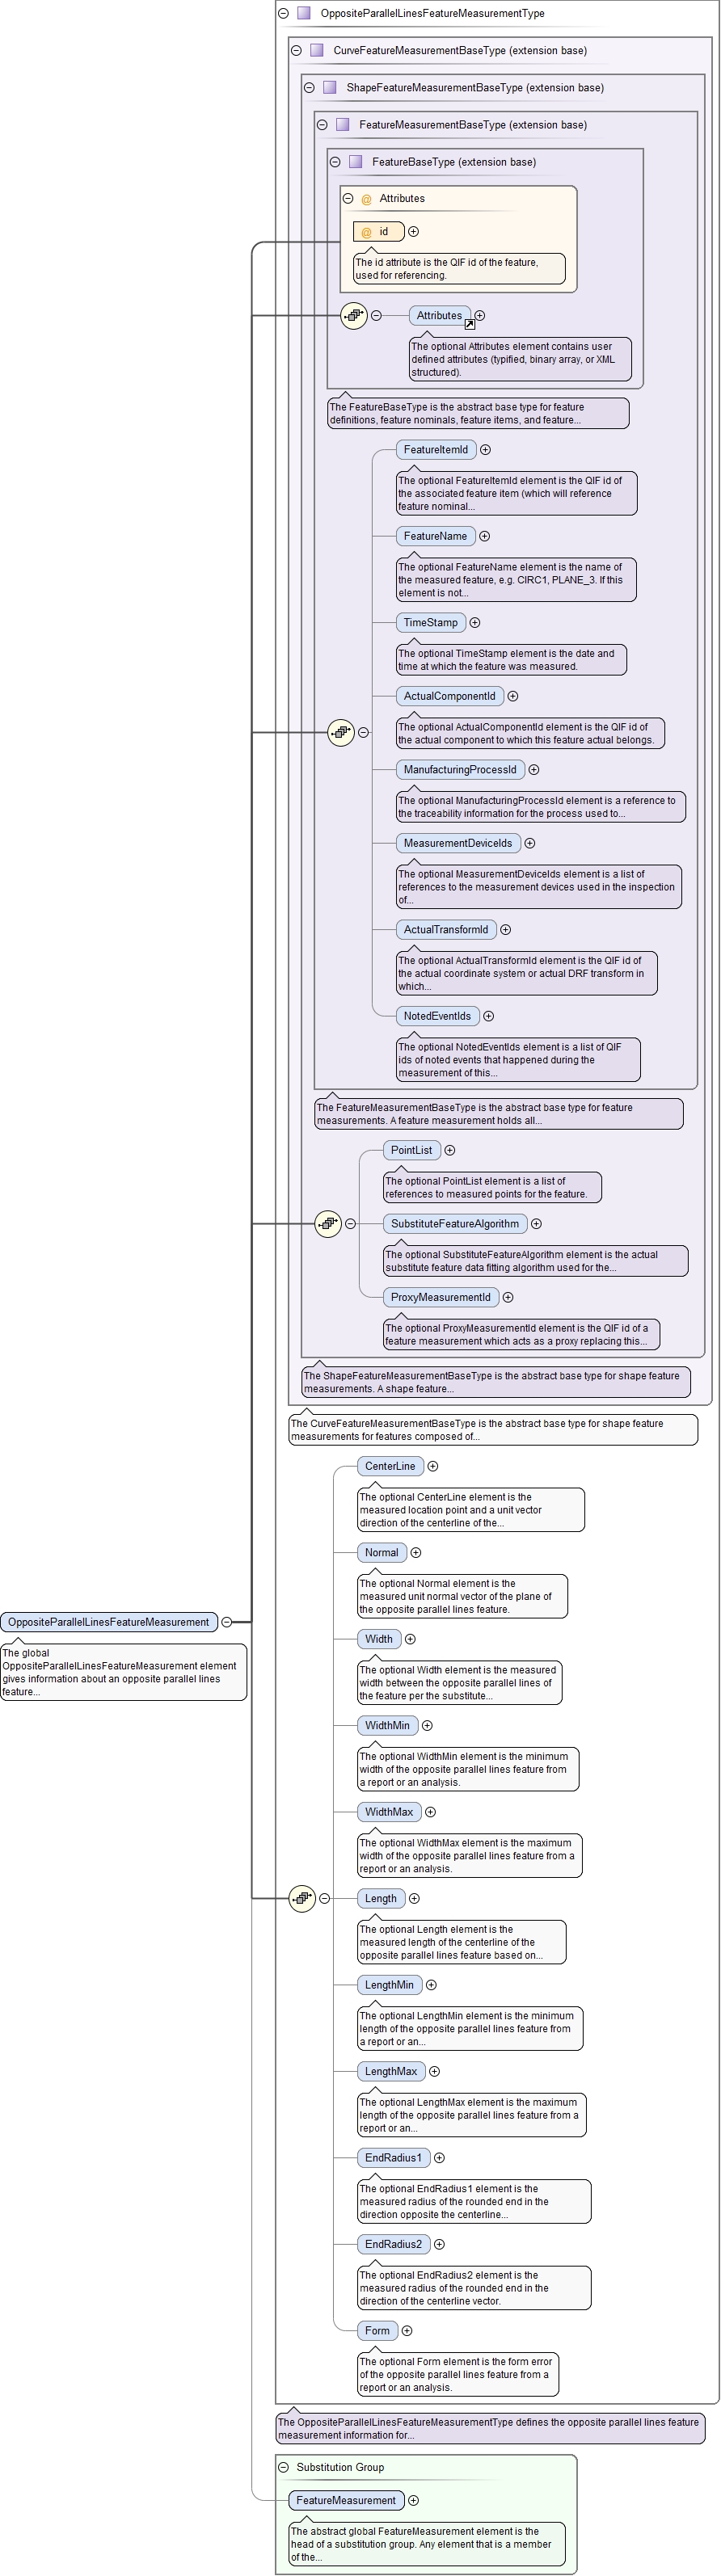 OppositeParallelLinesFeatureMeasurementType
CurveFeatureMeasurementBaseType (extension base)
ShapeFeatureMeasurementBaseType (extension base)
FeatureMeasurementBaseType (extension base)
FeatureBaseType (extension base)
@ Attributes
@ id
The id attribute is the QIF id of the feature,
used for referencing.
Attributes
The optional Attributes element contains user
defined attributes (typified, binary array, or XML
structured).
The FeatureBaseType is the abstract base type for feature
definitions, feature nominals, feature items, and feature...
FeatureItemId
The optional FeatureItemId element is the QIF id of
the associated feature item (which will reference
feature nominal...
FeatureName
The optional FeatureName element is the name of
the measured feature, e.g. CIRC1, PLANE_3. If this
element is not...
TimeStamp
The optional TimeStamp element is the date and
time at which the feature was measured.
ActualComponentId
The optional ActualComponentId element is the QIF id of
the actual component to which this feature actual belongs.
ManufacturingProcessId
The optional ManufacturingProcessId element is a reference to
the traceability information for the process used to...
MeasurementDeviceIds
The optional MeasurementDeviceIds element is a list of
references to the measurement devices used in the inspection
of...
ActualTransformId
The optional ActualTransformId element is the QIF id of
the actual coordinate system or actual DRF transform in
which...
NotedEventIds
The optional NotedEventIds element is a list of QIF
ids of noted events that happened during the
measurement of this...
The FeatureMeasurementBaseType is the abstract base type for feature
measurements. A feature measurement holds all...
PointList
The optional PointList element is a list of
references to measured points for the feature.
SubstituteFeatureAlgorithm
The optional SubstituteFeatureAlgorithm element is the actual
substitute feature data fitting algorithm used for the...
ProxyMeasurementId
The optional ProxyMeasurementId element is the QIF id of a
feature measurement which acts as a proxy replacing this...
The ShapeFeatureMeasurementBaseType is the abstract base type for shape feature
measurements. A shape feature...
The CurveFeatureMeasurementBaseType is the abstract base type for shape feature
measurements for features composed of...
CenterLine
The optional CenterLine element is the
measured location point and a unit vector
direction of the centerline of the...
Normal
The optional Normal element is the
measured unit normal vector of the plane of
the opposite parallel lines feature.
OppositeParallelLinesFeatureMeasurement
The global
OppositeParallelLinesFeatureMeasurement element
gives information about an opposite parallel lines
feature...
Width
The optional Width element is the measured
width between the opposite parallel lines of
the feature per the substitute...
WidthMin
The optional WidthMin element is the minimum
width of the opposite parallel lines feature from
a report or an analysis.
WidthMax
The optional WidthMax element is the maximum
width of the opposite parallel lines feature from a
report or an analysis.
Length
The optional Length element is the
measured length of the centerline of the
opposite parallel lines feature based on...
LengthMin
The optional LengthMin element is the minimum
length of the opposite parallel lines feature from
a report or an...
LengthMax
The optional LengthMax element is the maximum
length of the opposite parallel lines feature from a
report or an...
EndRadius1
The optional EndRadius1 element is the
measured radius of the rounded end in the
direction opposite the centerline...
EndRadius2
The optional EndRadius2 element is the
measured radius of the rounded end in the
direction of the centerline vector.
Form
The optional Form element is the form error
of the opposite parallel lines feature from a
report or an analysis.
The OppositeParallelLinesFeatureMeasurementType defines the opposite parallel lines feature
measurement information for...
Substitution Group
FeatureMeasurement
The abstract global FeatureMeasurement element is the
head of a substitution group. Any element that is a member
of the...